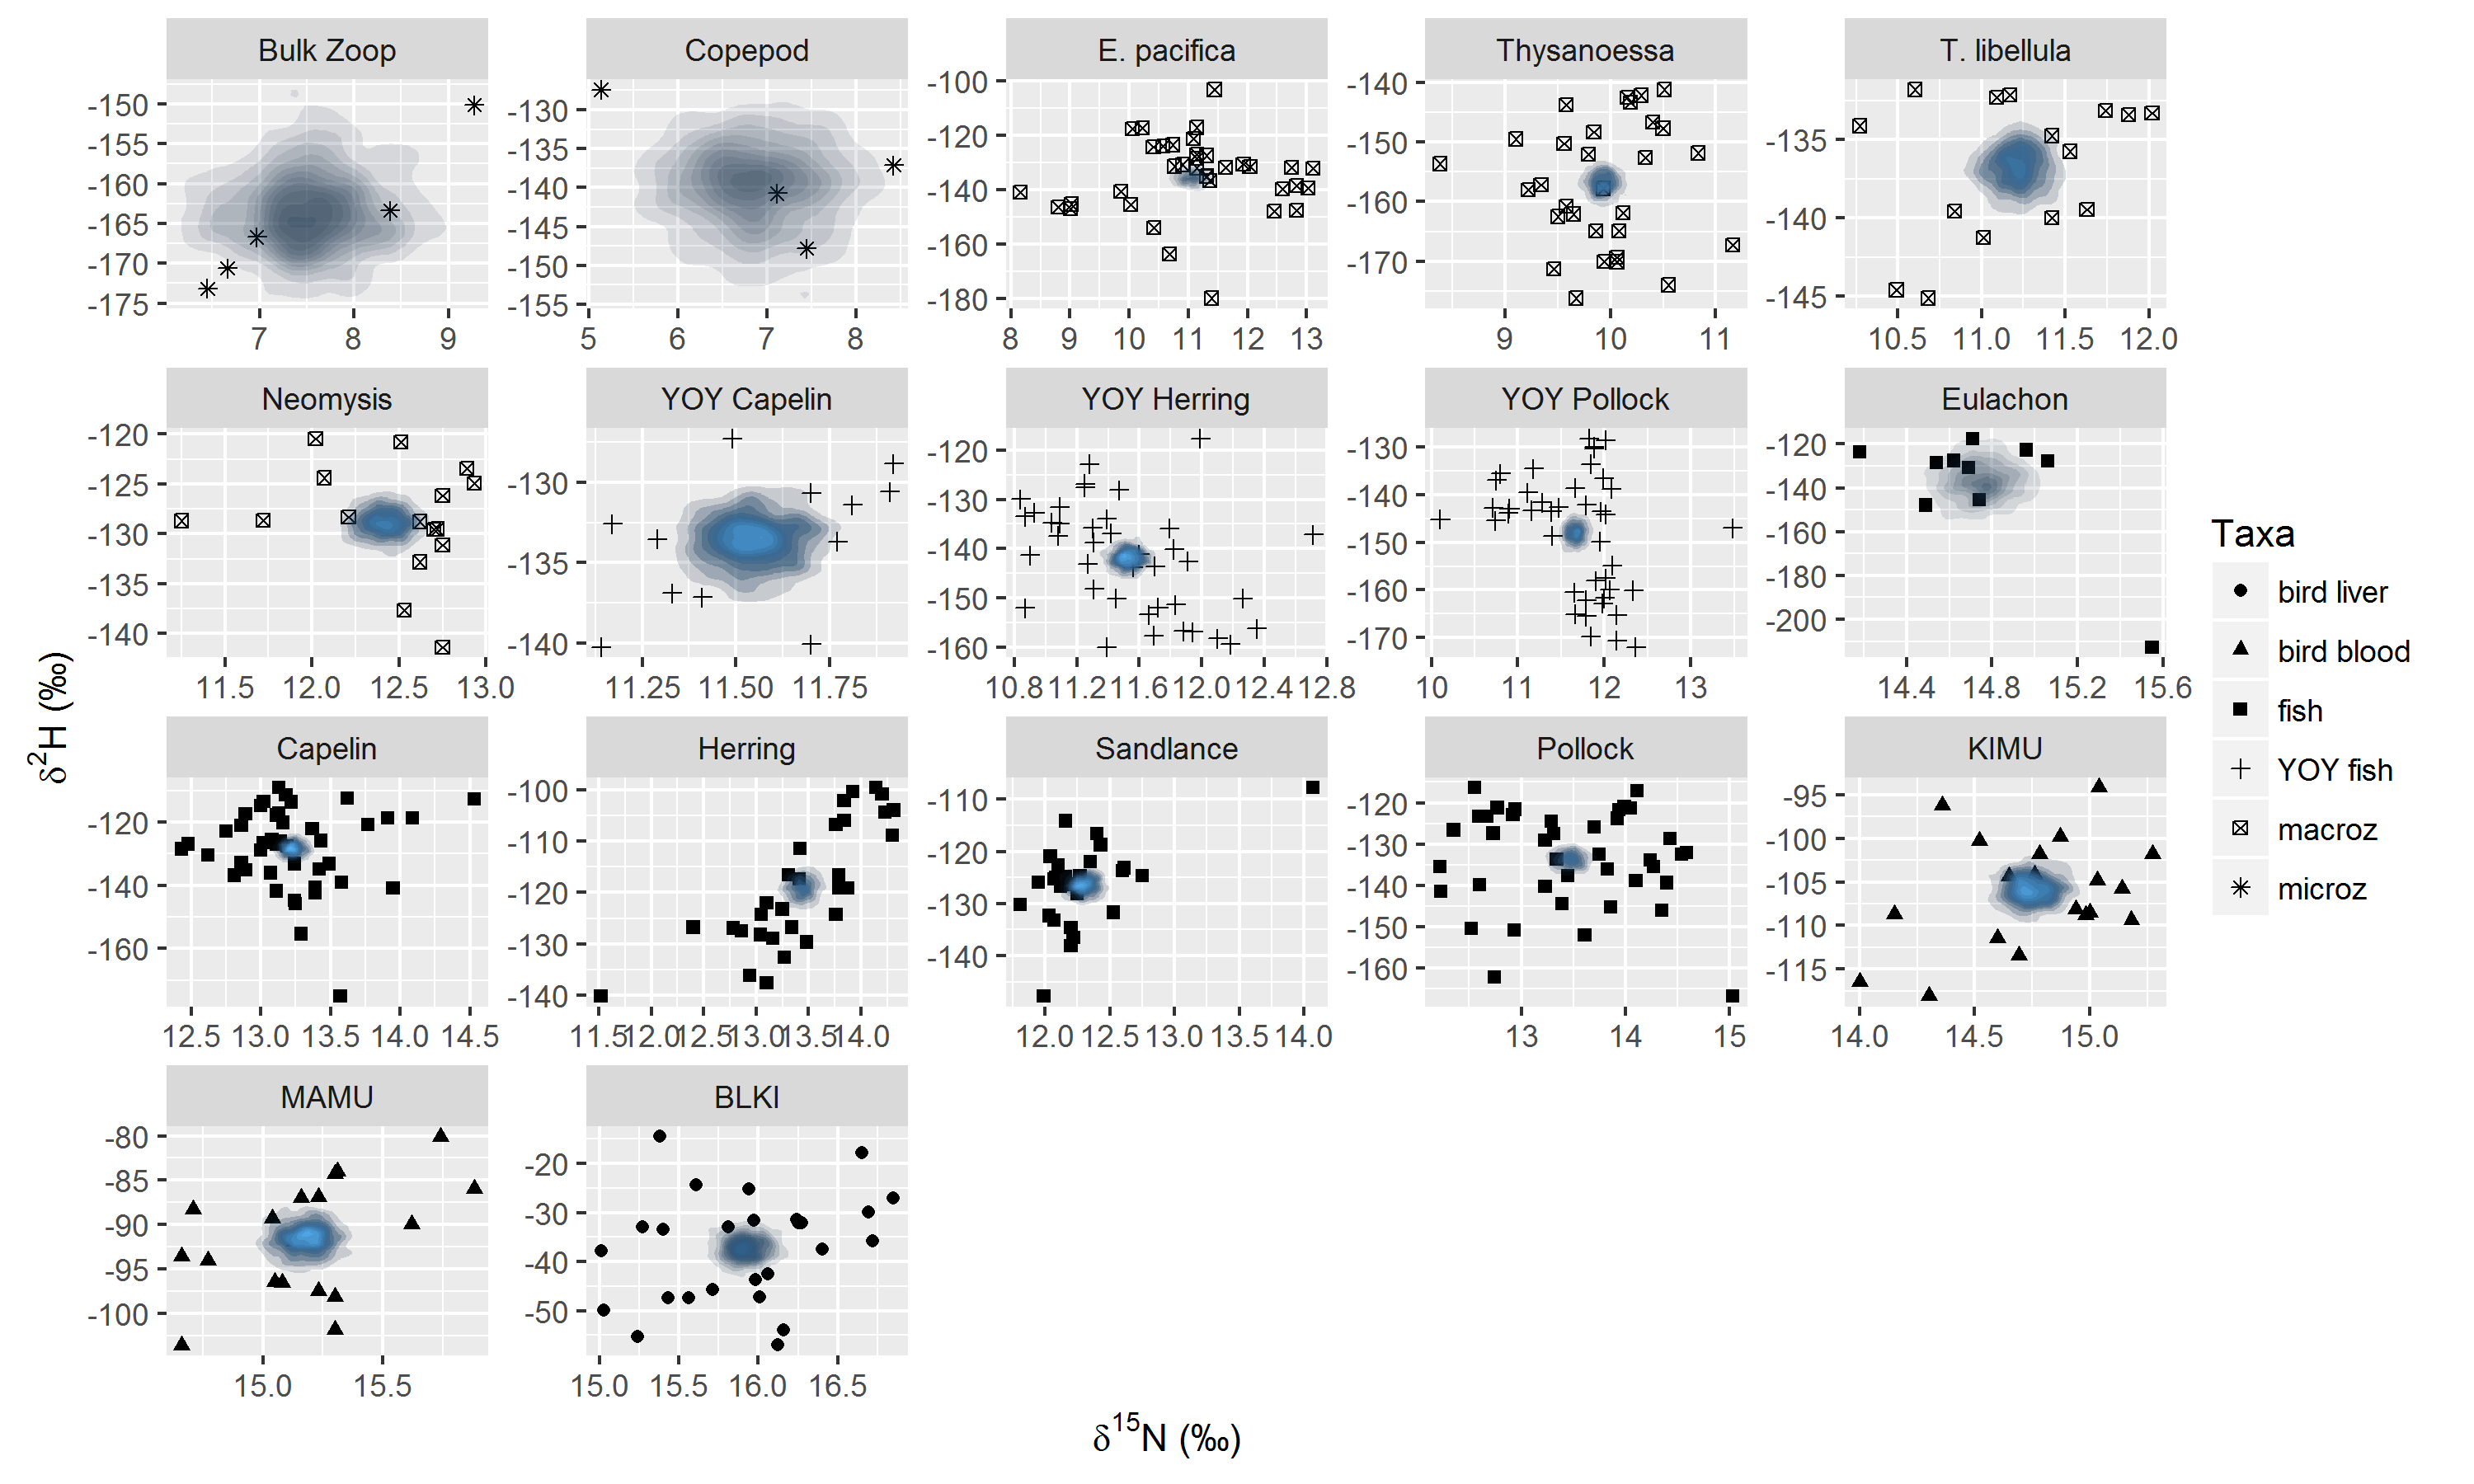 Bulk Zoop
Copepod
E. pacifica
Thysanoessa
T. libellula
-150
-155
-160
-165
-170
-175
7 8 9
-130
-135
-140
-145
-150
-155
5 6 7 8
-100
-120
-140
-160
-180
8 9 10 11 12 13
-140
-150
-160
-170
9 10 11
-135
-140
-145
10.5 11.0 11.5 12.0
Neomysis
YOY Capelin
YOY Herring
YOY Pollock
Eulachon
-120
-125
-130
-135
-140
11.5 12.0 12.5 13.0
-130
-135
-140
11.25 11.50 11.75
-120
-130
-140
-150
-160
10.8 11.2 11.6 12.0 12.4 12.8
-130
-140
-150
-160
-170
10 11 12 13
-120
-140
-160
-180
-200
14.4 14.8 15.2 15.6
Capelin
Herring
Sandlance
Pollock
KIMU
-120
-140
-160
12.5 13.0 13.5 14.0 14.5
-100
-110
-120
-130
-140
11.5 12.0 12.5 13.0 13.5 14.0
-110
-120
-130
-140
12.0 12.5 13.0 13.5 14.0
-120
-130
-140
-150
-160
13 14 15
-95
-100
-105
-110
-115
14.0 14.5 15.0
MAMU
BLKI
-80
-85
-90
-95
-100
15.0 15.5
-20
-30
-40
-50
15.0 15.5 16.0 16.5
δ²H (‰)
δ¹⁵N (‰)
Taxa
bird liver
bird blood
fish
YOY fish
macroz
microz